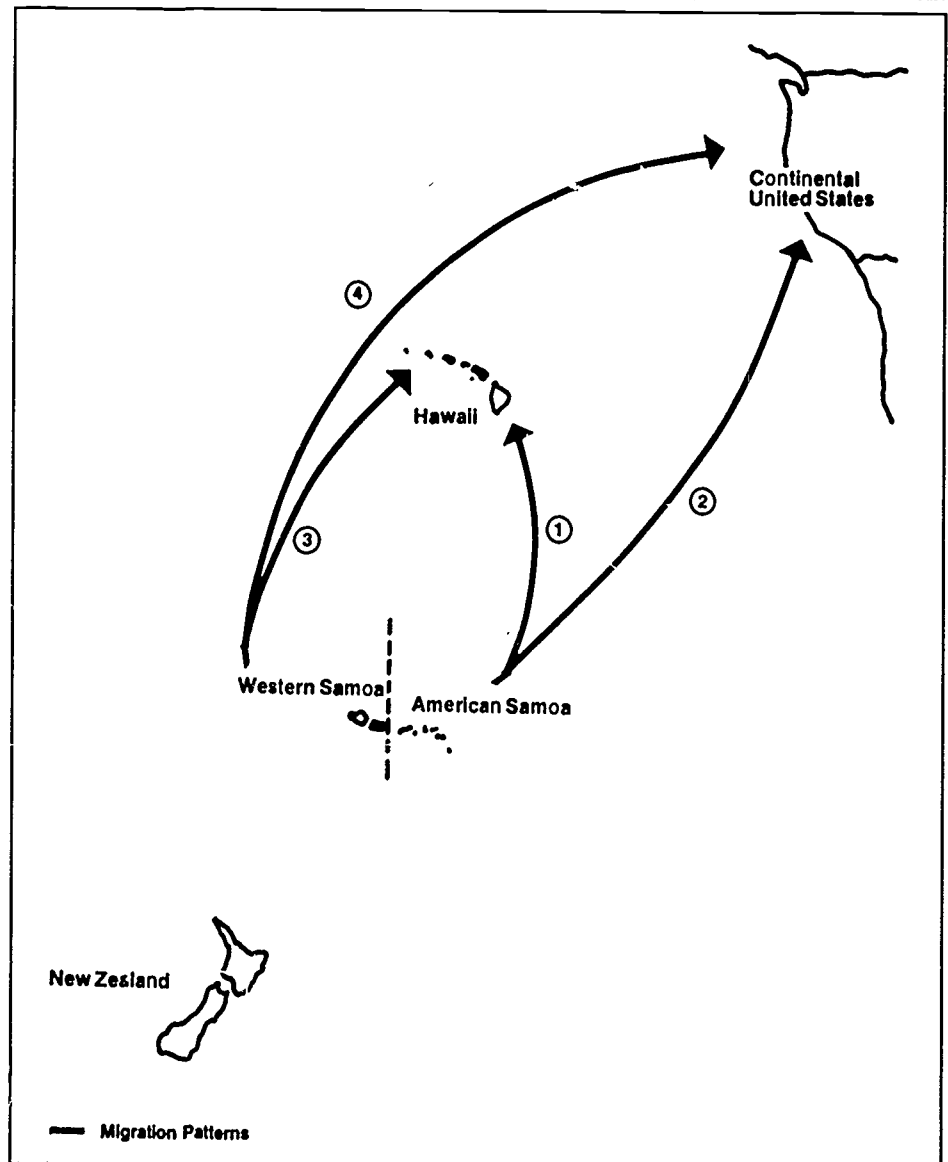 Continental
United States
④
Hawaii
②
①
③
Western Samoa
American Samoa
New Zealand
Migration Patterns